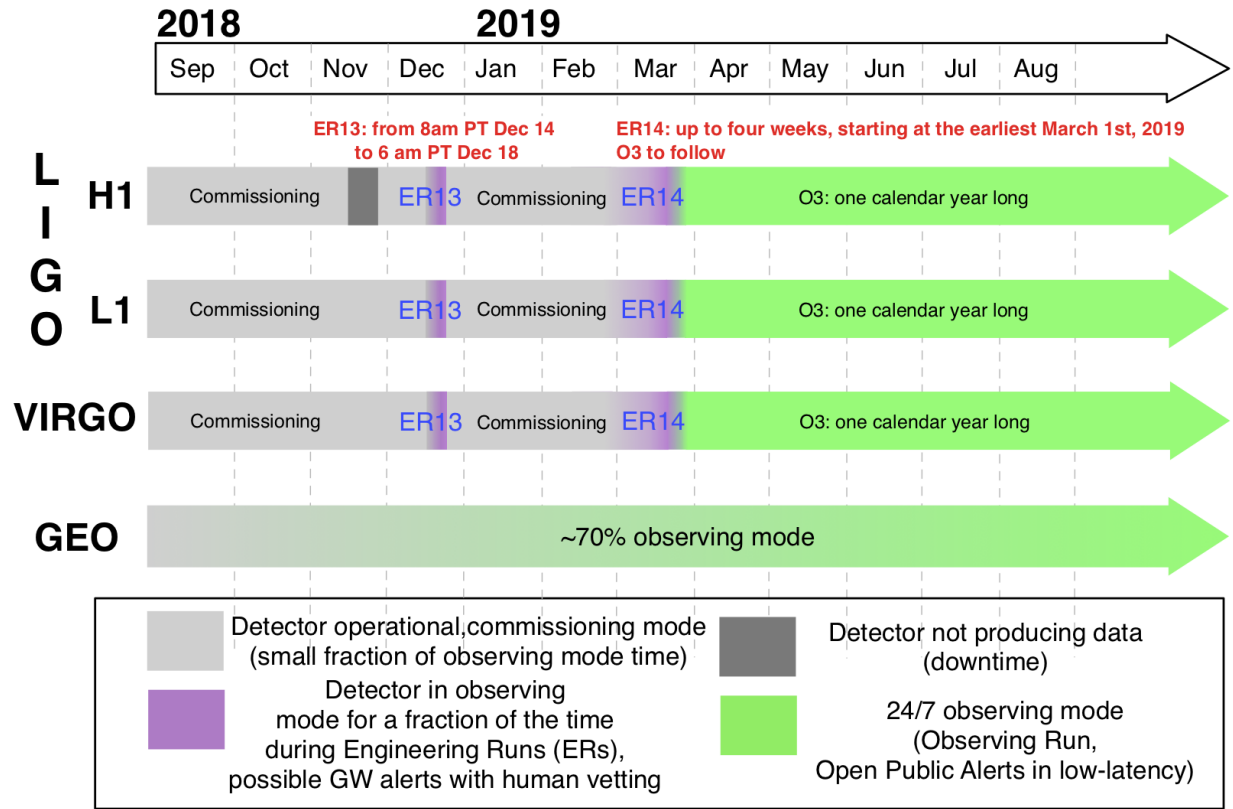 2018 2019
Sep Oct Nov Dec Jan Feb Mar Apr May Jun Jul Aug
ER13: from 8am PT Dec 14
to 6 am PT Dec 18
ER14: up to four weeks, starting at the earliest March 1st, 2019
O3 to follow
LIGO
H1
Commissioning ER13 Commissioning ER14 O3: one calendar year long
L1
Commissioning ER13 Commissioning ER14 O3: one calendar year long
VIRGO
Commissioning ER13 Commissioning ER14 O3: one calendar year long
GEO
~70% observing mode
Detector operational,commissioning mode
(small fraction of observing mode time)
Detector in observing
mode for a fraction of the time
during Engineering Runs (ERs),
possible GW alerts with human vetting
Detector not producing data
(downtime)
24/7 observing mode
(Observing Run,
Open Public Alerts in low-latency)